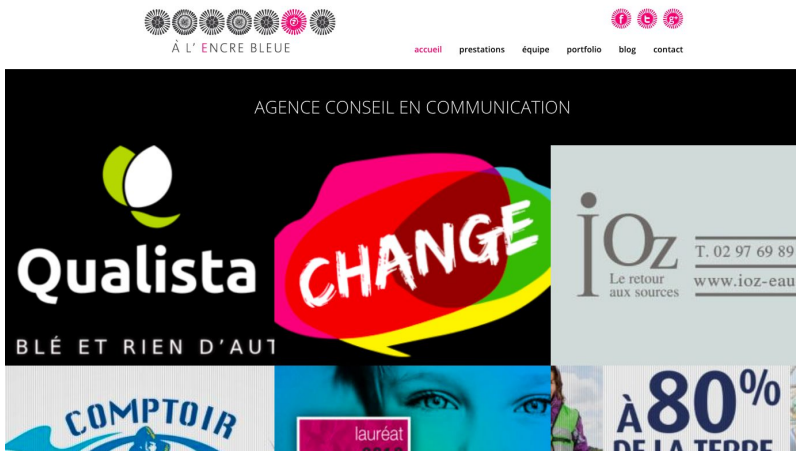 À L' ENCRE BLEUE
accueil prestations équipe portfolio blog contact
AGENCE CONSEIL EN COMMUNICATION
Qualista
BLÉ ET RIEN D'AUT
CHANGE
iOz
Le retour
aux sources
T. 02 97 69 89
www.ioz-eau
COMPTOIR
lauréat
À 80%
DE LA TERRE